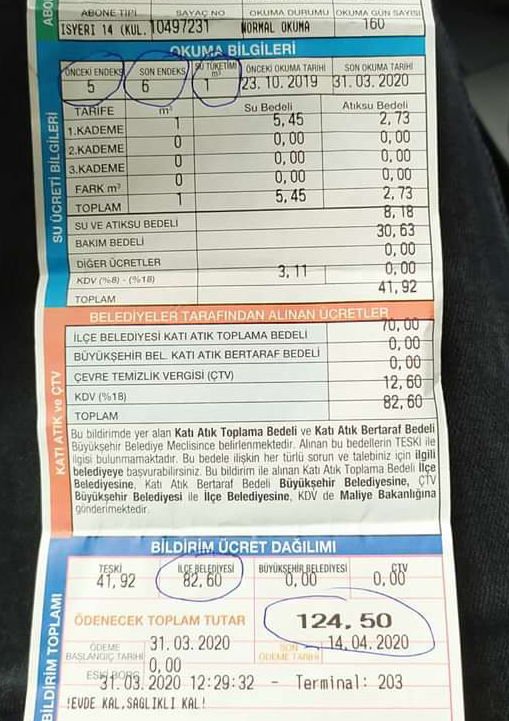 ABONE TİPİ SAYAÇ NO OKUMA DURUMU OKUMA GÜN SAYISI
ISYERI 14 (KUL. 10497231 NORMAL OKUMA 160
OKUMA BİLGİLERİ
ÖNCEKİ ENDEKS SON ENDEKS SU TÜKETİMİ m³ ÖNCEKİ OKUMA TARİHİ SON OKUMA TARİHİ
5 6 1 23.10.2019 31.03.2020
SU ÜCRETİ BİLGİLERİ
TARİFE m³ Su Bedeli Atıksu Bedeli
1.KADEME 1 5,45 2,73
2.KADEME 0 0,00 0,00
3.KADEME 0 0,00 0,00
FARK m³ 0 0,00 0,00
TOPLAM 1 5,45 2,73
SU VE ATIKSU BEDELİ 8,18
BAKIM BEDELİ 30,63
DİĞER ÜCRETLER 0,00
KDV (%8) - (%18) 3,11 0,00
TOPLAM 41,92
BELEDİYELER TARAFINDAN ALINAN ÜCRETLER
KATI ATIK ve ÇTV
İLÇE BELEDİYESİ KATI ATIK TOPLAMA BEDELİ 70,00
BÜYÜKŞEHİR BEL. KATI ATIK BERTARAF BEDELİ 0,00
ÇEVRE TEMİZLİK VERGİSİ (ÇTV) 0,00
KDV (%18) 12,60
TOPLAM 82,60
Bu bildirimde yer alan Katı Atık Toplama Bedeli ve Katı Atık Bertaraf Bedeli
Büyükşehir Belediye Meclisince belirlenmektedir. Alınan bu bedellerin TESKİ ile
ilgisi bulunmamaktadır. Bu bedele ilişkin her türlü sorun ve talebiniz için ilgili
belediyeye başvurabilirsiniz. Bu bildirim ile alınan Katı Atık Toplama Bedeli İlçe
Belediyesine, Katı Atık Bertaraf Bedeli Büyükşehir Belediyesine, ÇTV
Büyükşehir Belediyesi ile İlçe Belediyesine, KDV de Maliye Bakanlığına
gönderilmektedir.
BİLDİRİM ÜCRET DAĞILIMI
BİLDİRİM TOPLAMI
TESKİ İLÇE BELEDİYESİ BÜYÜKŞEHİR BELEDİYESİ ÇTV
41,92 82,60 0,00 0,00
ÖDENECEK TOPLAM TUTAR 124,50
ÖDEME BAŞLANGIÇ TARİHİ 31.03.2020 SON ÖDEME TARİHİ 14.04.2020
ESKİ BORÇ 0,00
31.03.2020 12:29:32 - Terminal: 203
!EVDE KAL,SAGLIKLI KAL!